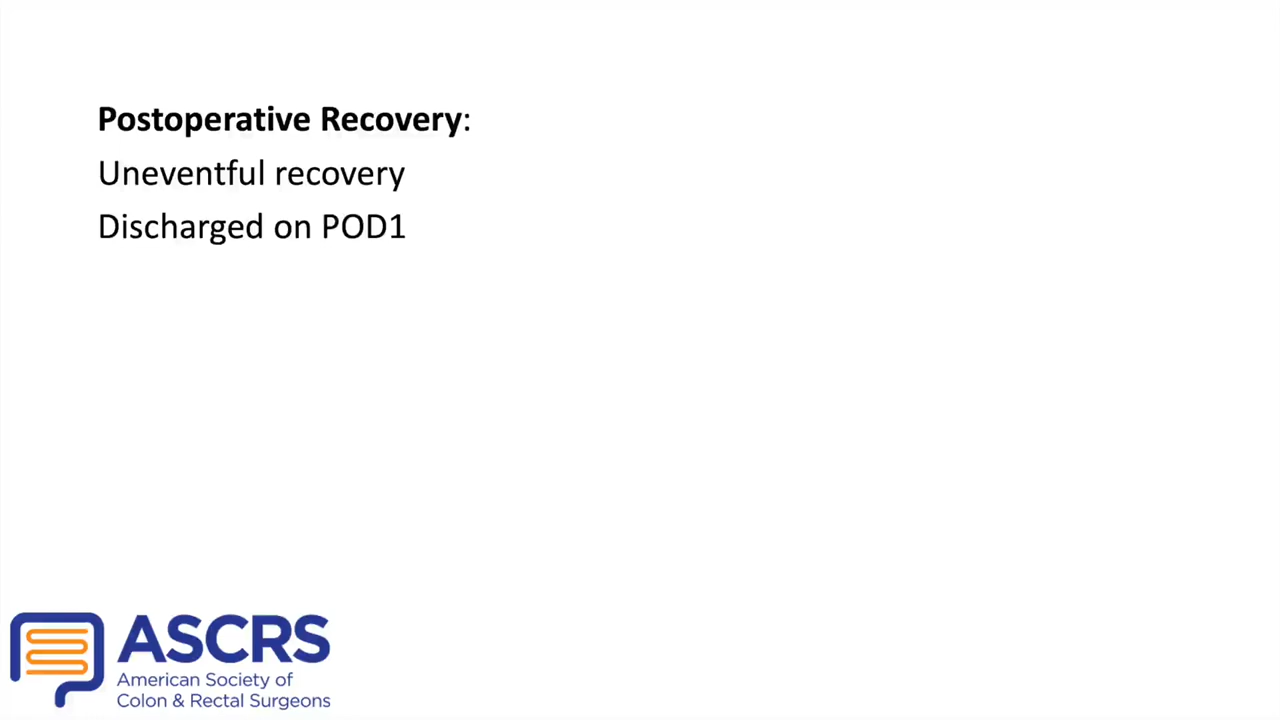 Postoperative Recovery:
Uneventful recovery
Discharged on POD1
ASCRS
American Society of
Colon & Rectal Surgeons